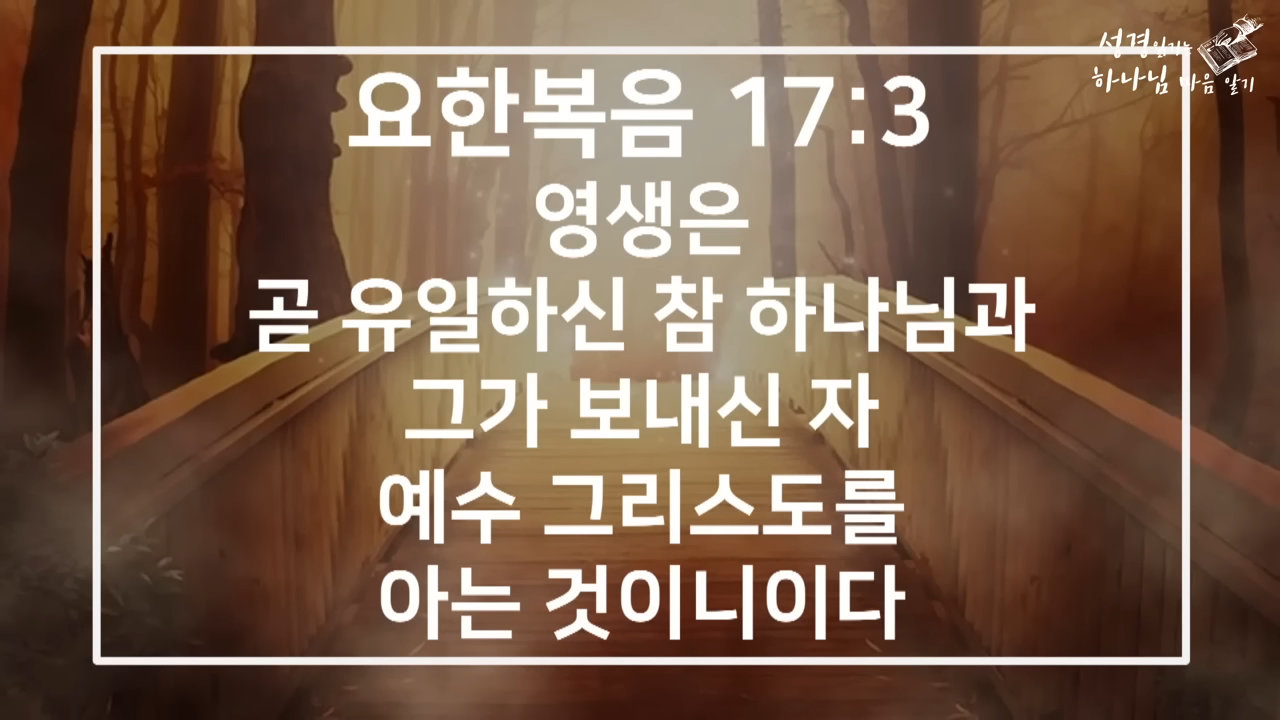 성경읽기는
하나님 마음 알기
요한복음 17:3
영생은
곧 유일하신 참 하나님과
그가 보내신 자
예수 그리스도를
아는 것이니이다